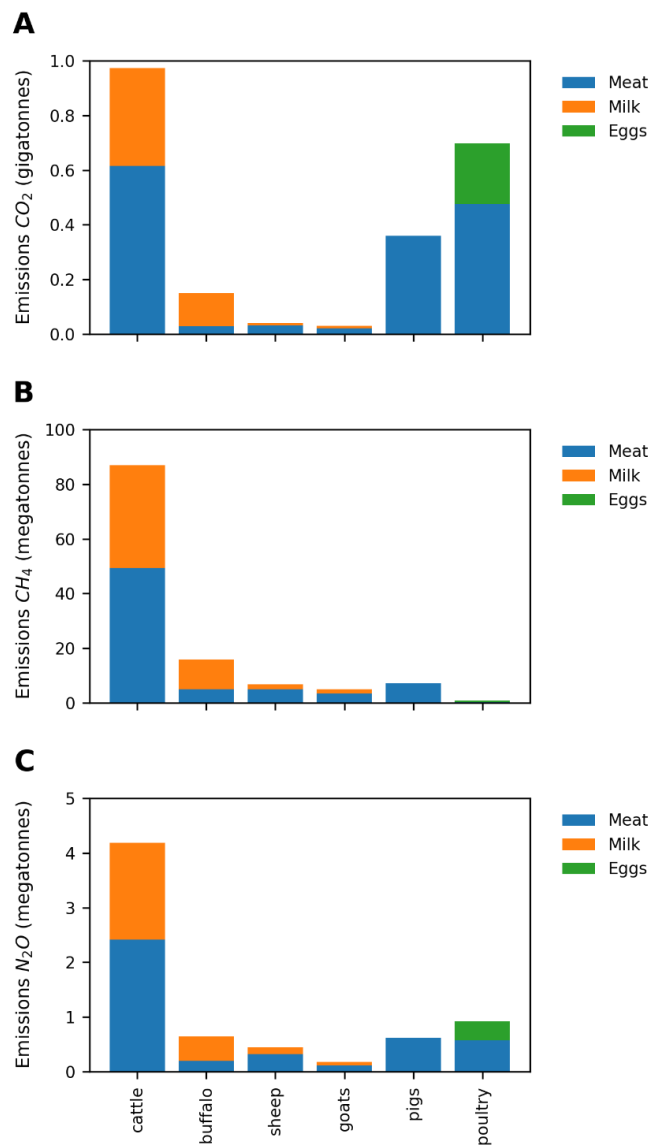 A
Emissions CO₂ (gigatonnes)
1.0
0.8
0.6
0.4
0.2
0.0
Meat
Milk
Eggs
B
Emissions CH₄ (megatonnes)
100
80
60
40
20
0
Meat
Milk
Eggs
C
Emissions N₂O (megatonnes)
5
4
3
2
1
0
Meat
Milk
Eggs
cattle
buffalo
sheep
goats
pigs
poultry